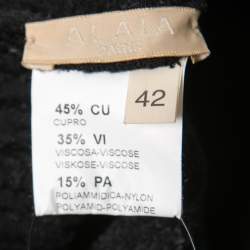 ALAÏA
PARIS
42
45% CU
CUPRO
35% VI
VISCOSA-VISCOSE
VISKOSE-VISCOSE
15% PA
POLIAMMIDICA-NYLON
POLYAMID-POLYAMIDE